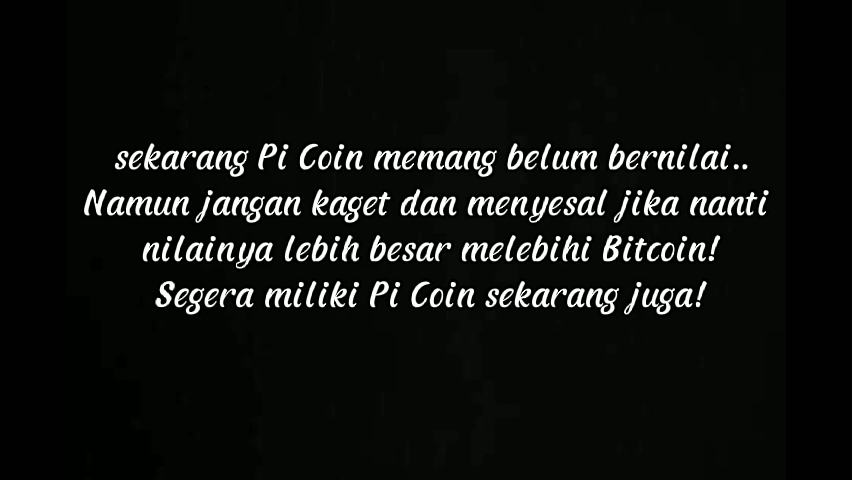 sekarang Pi Coin memang belum bernilai..
Namun jangan kaget dan menyesal jika nanti
nilainya lebih besar melebihi Bitcoin!
Segera miliki Pi Coin sekarang juga!